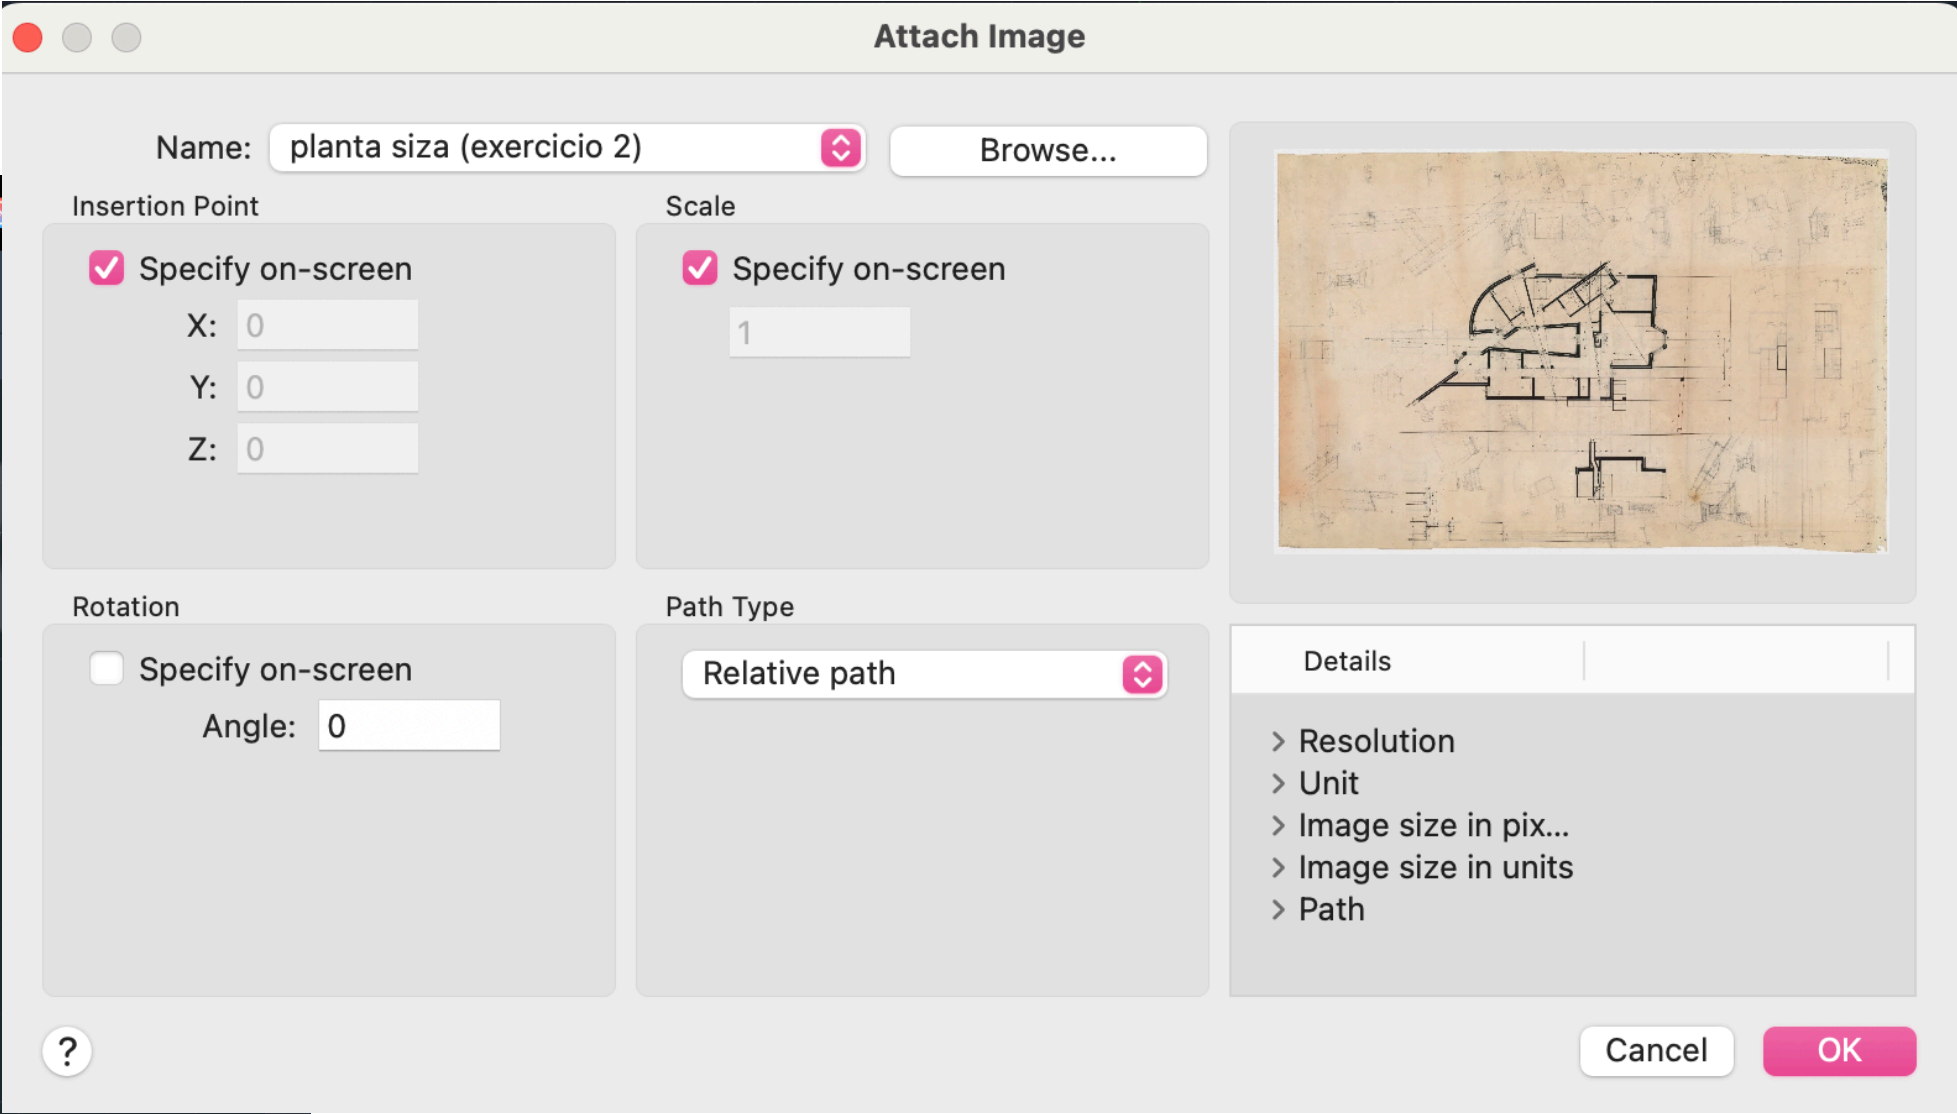 Attach Image
Name: planta siza (exercicio 2) Browse...
Insertion Point
Specify on-screen
X: 0
Y: 0
Z: 0
Scale
Specify on-screen
1
Rotation
Specify on-screen
Angle: 0
Path Type
Relative path
Details
Resolution
Unit
Image size in pix...
Image size in units
Path
? Cancel OK